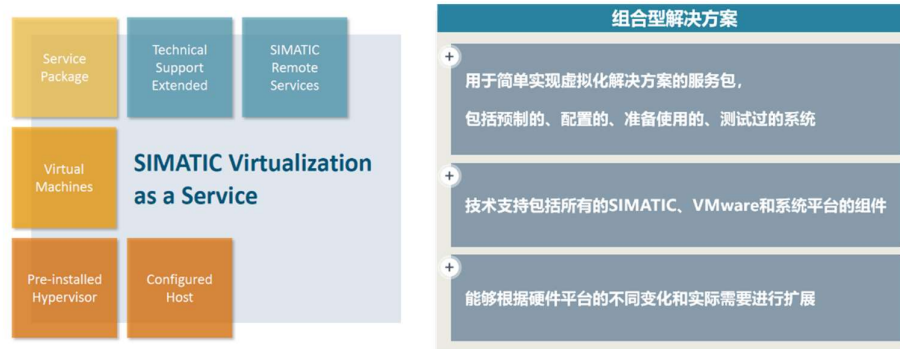 Service
Package
Technical
Support
Extended
SIMATIC
Remote
Services
Virtual
Machines
SIMATIC Virtualization
as a Service
Pre-installed
Hypervisor
Configured
Host
组合型解决方案
用于简单实现虚拟化解决方案的服务包，
包括预制的、配置的、准备使用的、测试过的系统
技术支持包括所有的SIMATIC、VMware和系统平台的组件
能够根据硬件平台的不同变化和实际需要进行扩展